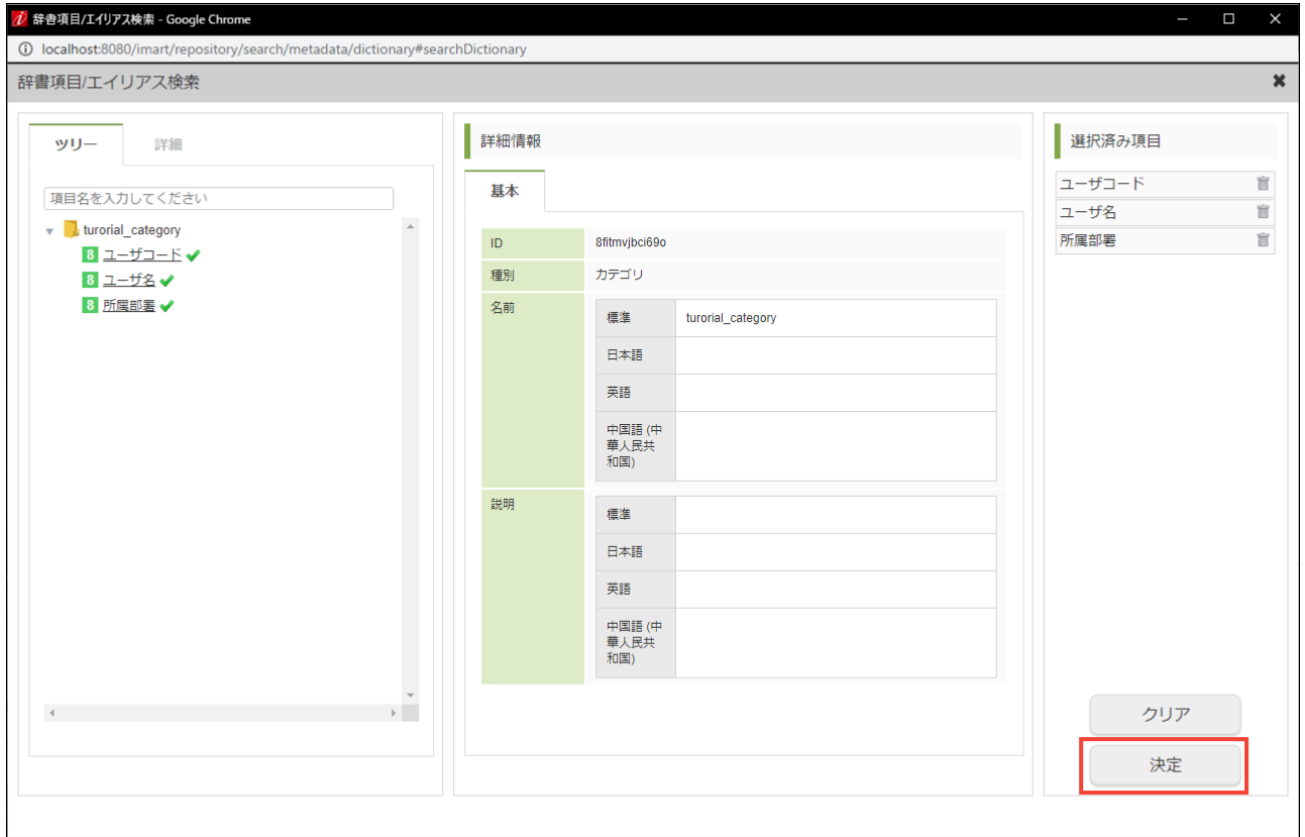 辞書項目/エイリアス検索 - Google Chrome
localhost:8080/imart/repository/search/metadata/dictionary#searchDictionary
辞書項目/エイリアス検索
ツリー 詳細
項目名を入力してください
turorial_category
8 ユーザコード
8 ユーザ名
8 所属部署
詳細情報
基本
ID 8fitmvjbci69o
種別 カテゴリ
名前
標準 turorial_category
日本語
英語
中国語 (中
華人民共
和国)
説明
標準
日本語
英語
中国語 (中
華人民共
和国)
選択済み項目
ユーザコード
ユーザ名
所属部署
クリア
決定